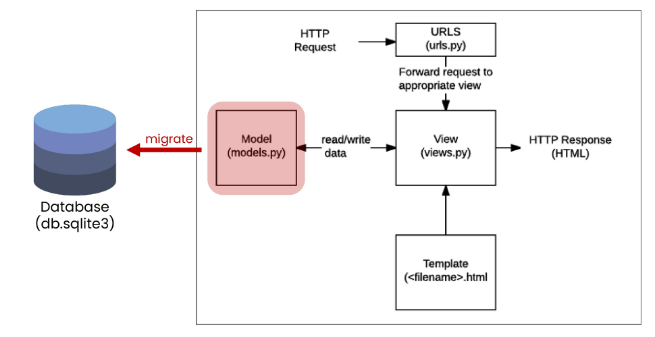 HTTP
Request
URLS
(urls.py)
Forward request to
appropriate view
migrate
Model
(models.py)
read/write
data
View
(views.py)
HTTP Response
(HTML)
Database
(db.sqlite3)
Template
(<filename>.html